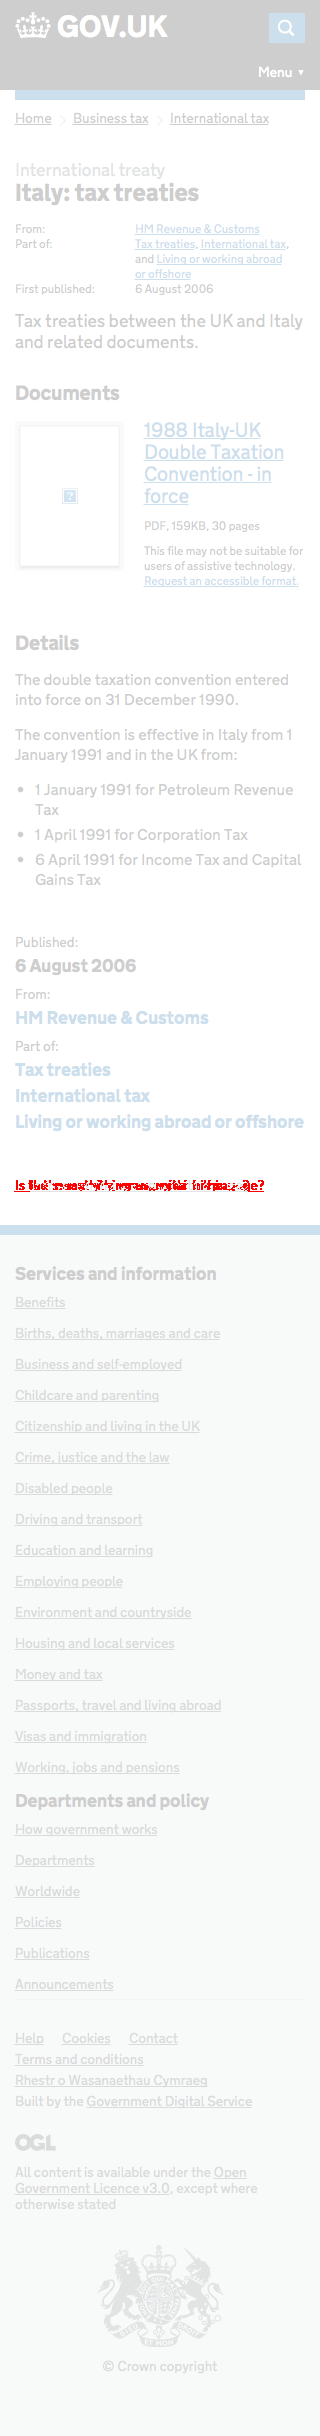 GOV.UK
Menu ▼
Home > Business tax > International tax
International treaty
Italy: tax treaties
From: HM Revenue & Customs
Part of: Tax treaties, International tax,
and Living or working abroad
or offshore
First published: 6 August 2006
Tax treaties between the UK and Italy
and related documents.
Documents
1988 Italy-UK
Double Taxation
Convention - in
force
PDF, 159KB, 30 pages
This file may not be suitable for
users of assistive technology.
Request an accessible format.
Details
The double taxation convention entered
into force on 31 December 1990.
The convention is effective in Italy from 1
January 1991 and in the UK from:
• 1 January 1991 for Petroleum Revenue
Tax
• 1 April 1991 for Corporation Tax
• 6 April 1991 for Income Tax and Capital
Gains Tax
Published:
6 August 2006
From:
HM Revenue & Customs
Part of:
Tax treaties
International tax
Living or working abroad or offshore
Is
Services and information
Benefits
Births, deaths, marriages and care
Business and self-employed
Childcare and parenting
Citizenship and living in the UK
Crime, justice and the law
Disabled people
Driving and transport
Education and learning
Employing people
Environment and countryside
Housing and local services
Money and tax
Passports, travel and living abroad
Visas and immigration
Working, jobs and pensions
Departments and policy
How government works
Departments
Worldwide
Policies
Publications
Announcements
Help Cookies Contact
Terms and conditions
Rhestr o Wasanaethau Cymraeg
Built by the Government Digital Service
OGL
All content is available under the Open
Government Licence v3.0, except where
otherwise stated
© Crown copyright